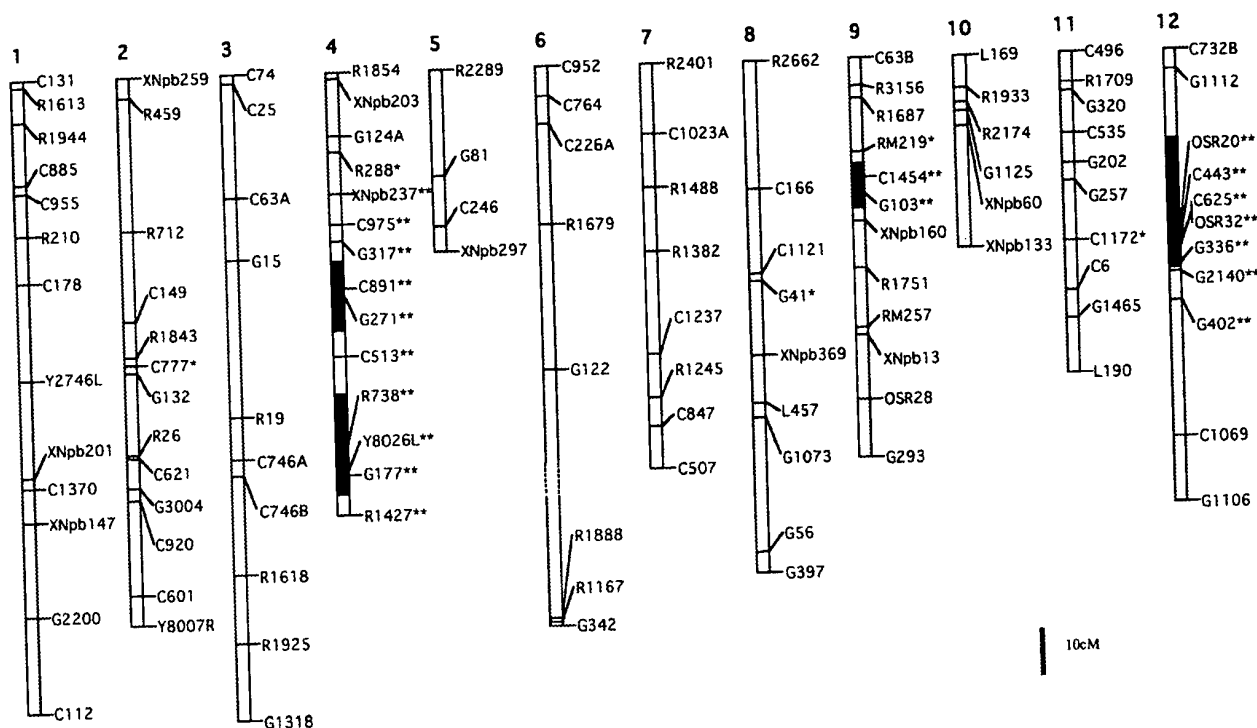 1
C131
R1613
R1944
C885
C955
R210
C178
Y2746L
XNpb201
C1370
XNpb147
G2200
C112
2
XNpb259
R459
R712
C149
R1843
C777*
G132
R26
C621
G3004
C920
C601
Y8007R
3
C74
C25
C63A
G15
R19
C746A
C746B
R1618
R1925
G1318
4
R1854
XNpb203
G124A
R288*
XNpb237**
C975**
G317**
C891**
G271**
C513**
R738**
Y8026L**
G177**
R1427**
5
R2289
G81
C246
XNpb297
6
C952
C764
C226A
R1679
G122
R1888
R1167
G342
7
R2401
C1023A
R1488
R1382
C1237
R1245
C847
C507
8
R2662
C166
C1121
G41*
XNpb369
L457
G1073
G56
G397
9
C63B
R3156
R1687
RM219*
C1454**
G103**
XNpb160
R1751
RM257
XNpb13
OSR28
G293
10
L169
R1933
R2174
G1125
XNpb60
XNpb133
11
C496
R1709
G320
C535
G202
G257
C1172*
C6
G1465
L190
12
C732B
G1112
OSR20**
C443**
C625**
OSR32**
G336**
G2140**
G402**
C1069
G1106
10cM